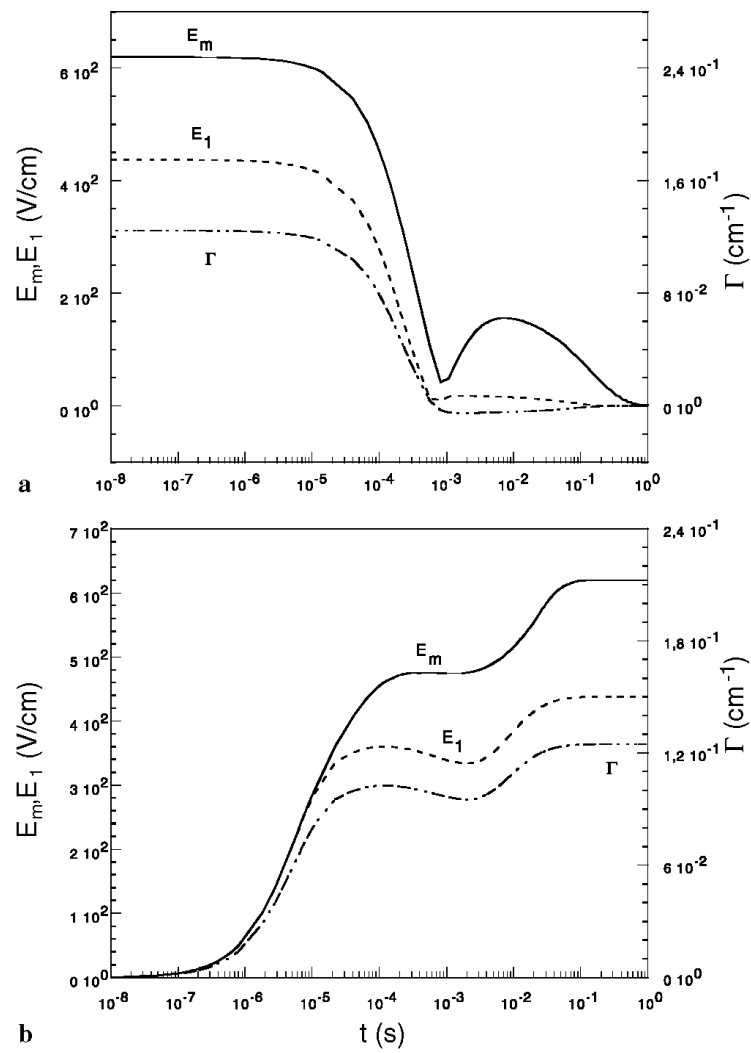 E_m
6 10^2
2,4 10^-1
E_1
4 10^2
1,6 10^-1
E_m,E_1 (V/cm)
Γ
Γ (cm^-1)
2 10^2
8 10^-2
0 10^0
0 10^0
a
10^-8 10^-7 10^-6 10^-5 10^-4 10^-3 10^-2 10^-1 10^0
7 10^2
2,4 10^-1
6 10^2
1,8 10^-1
E_m
5 10^2
4 10^2
E_1
E_m,E_1 (V/cm)
1,2 10^-1
Γ
Γ (cm^-1)
3 10^2
2 10^2
6 10^-2
1 10^2
0 10^0
0 10^0
10^-8 10^-7 10^-6 10^-5 10^-4 10^-3 10^-2 10^-1 10^0
b
t (s)